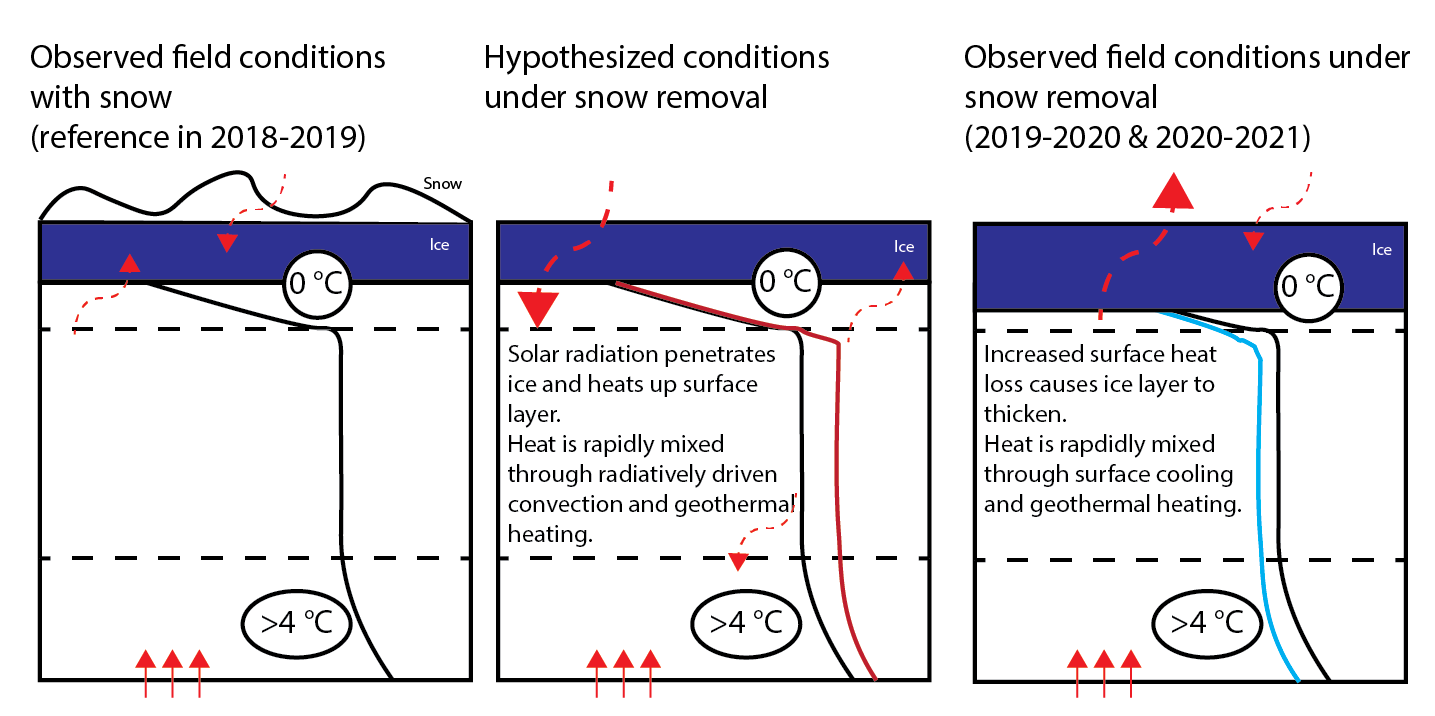 Observed field conditions
with snow
(reference in 2018-2019)
Snow
Ice
0 °C
>4 °C
Hypothesized conditions
under snow removal
Ice
0 °C
Solar radiation penetrates
ice and heats up surface
layer.
Heat is rapidly mixed
through radiatively driven
convection and geothermal
heating.
>4 °C
Observed field conditions under
snow removal
(2019-2020 & 2020-2021)
Ice
0 °C
Increased surface heat
loss causes ice layer to
thicken.
Heat is rapdidly mixed
through surface cooling
and geothermal heating.
>4 °C